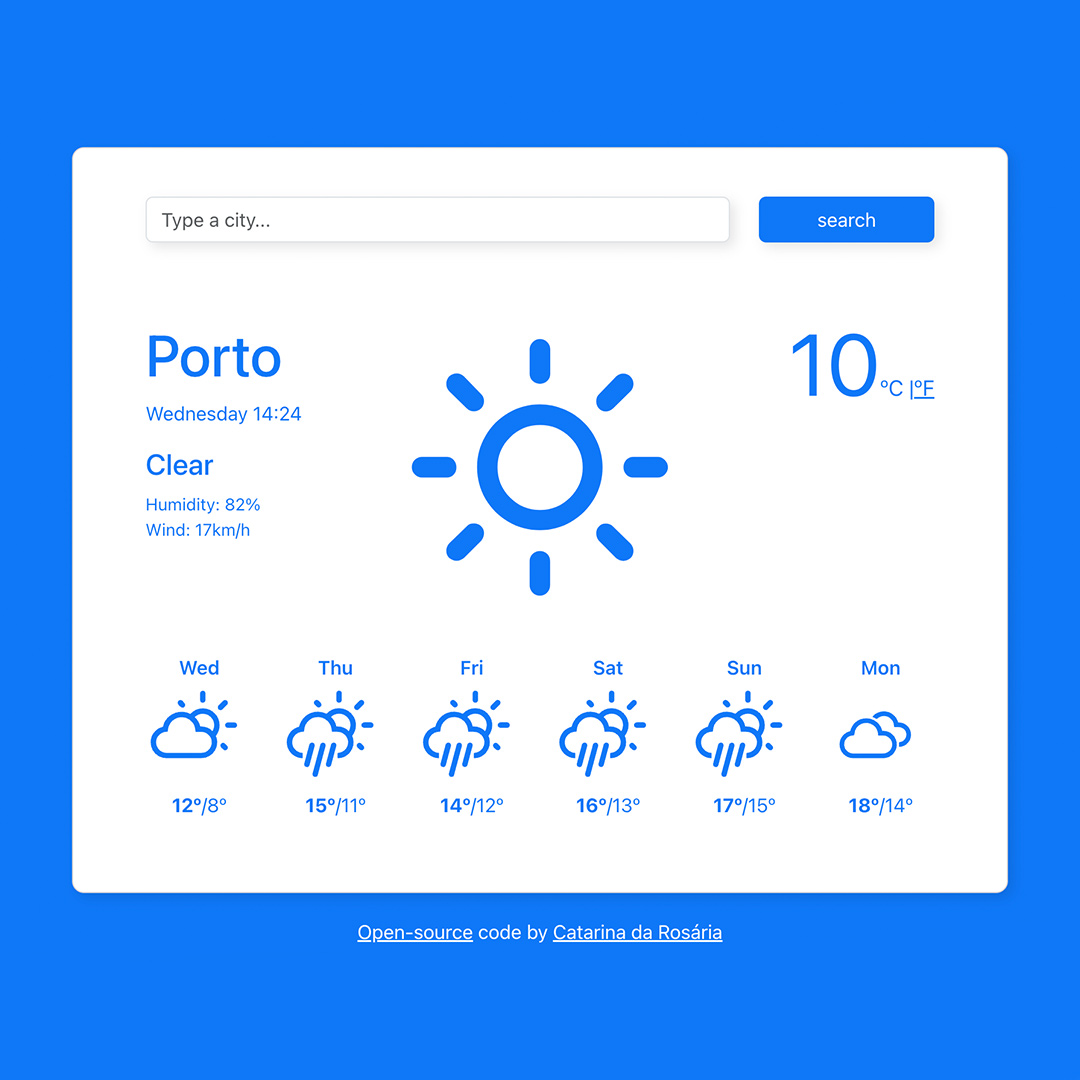 Type a city...
search
Porto
10 ºC |ºF
Wednesday 14:24
Clear
Humidity: 82%
Wind: 17km/h
Wed Thu Fri Sat Sun Mon
12º/8º 15º/11º 14º/12º 16º/13º 17º/15º 18º/14º
Open-source code by Catarina da Rosária